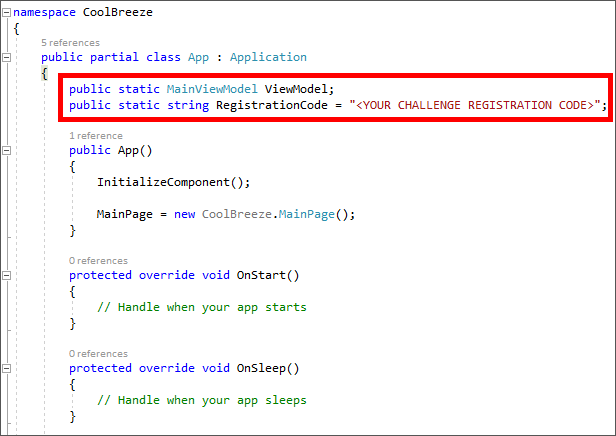 namespace CoolBreeze
{
5 references
public partial class App : Application
{
public static MainViewModel ViewModel;
public static string RegistrationCode = "<YOUR CHALLENGE REGISTRATION CODE>";
1 reference
public App()
{
InitializeComponent();
MainPage = new CoolBreeze.MainPage();
}
0 references
protected override void OnStart()
{
// Handle when your app starts
}
0 references
protected override void OnSleep()
{
// Handle when your app sleeps
}